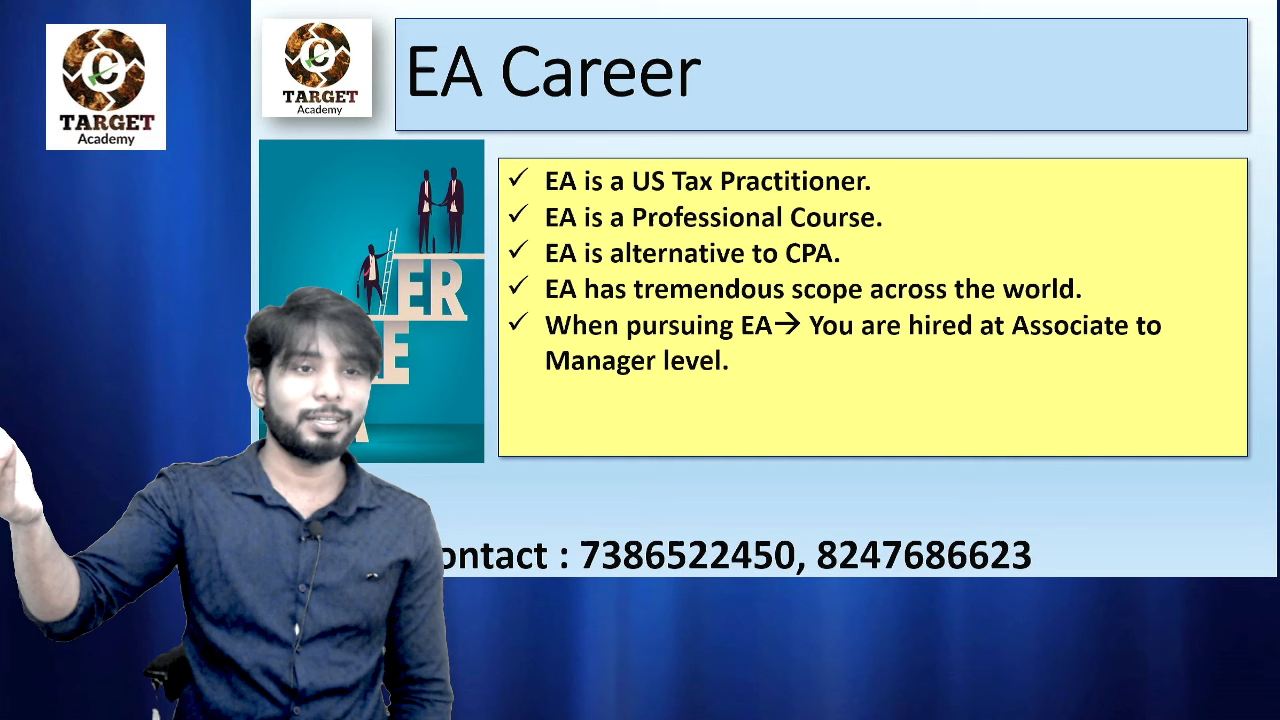 C
TARGET
Academy
C
TARGET
Academy
EA Career
ER
E
✓ EA is a US Tax Practitioner.
✓ EA is a Professional Course.
✓ EA is alternative to CPA.
✓ EA has tremendous scope across the world.
✓ When pursuing EA→ You are hired at Associate to
Manager level.
ontact : 7386522450, 8247686623